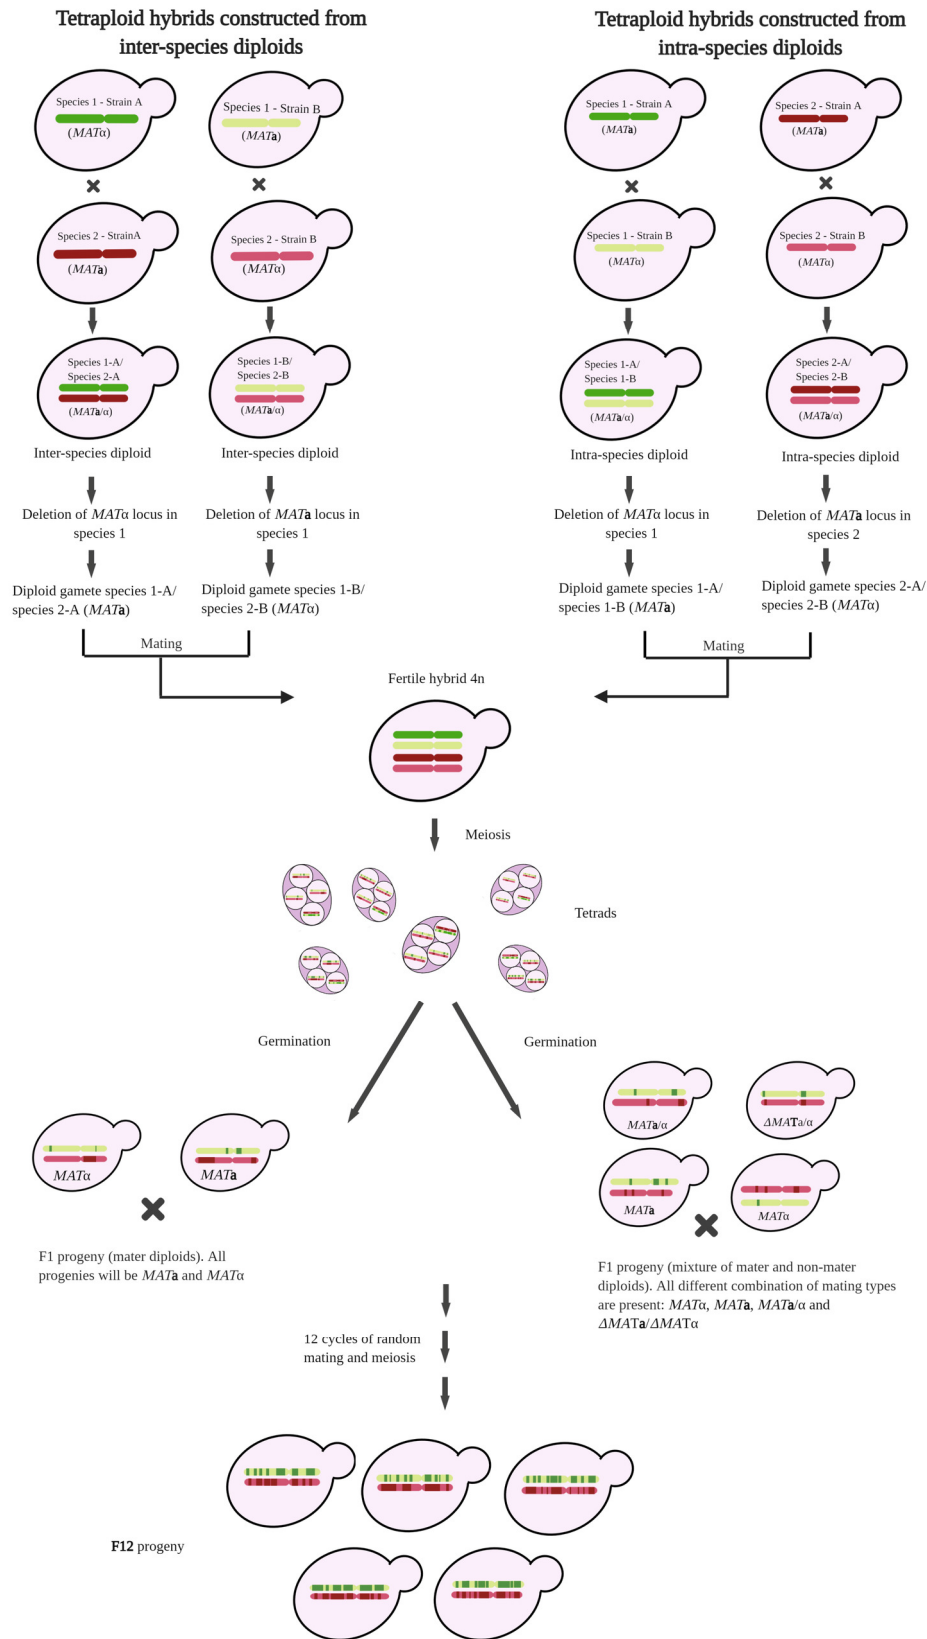 Tetraploid hybrids constructed from
inter-species diploids
Tetraploid hybrids constructed from
intra-species diploids
Species 1 - Strain A
(MATα)
Species 1 - Strain B
(MATa)
Species 1 - Strain A
(MATa)
Species 2 - Strain A
(MATa)
Species 2 - StrainA
(MATa)
Species 2 - Strain B
(MATα)
Species 1 - Strain B
(MATα)
Species 2 - Strain B
(MATα)
Species 1-A/
Species 2-A
(MATa/α)
Species 1-B/
Species 2-B
(MATa/α)
Species 1-A/
Species 1-B
(MATa/α)
Species 2-A/
Species 2-B
(MATa/α)
Inter-species diploid
Inter-species diploid
Intra-species diploid
Intra-species diploid
Deletion of MATα locus in
species 1
Deletion of MATa locus in
species 1
Deletion of MATα locus in
species 1
Deletion of MATa locus in
species 2
Diploid gamete species 1-A/
species 2-A (MATa)
Diploid gamete species 1-B/
species 2-B (MATα)
Diploid gamete species 1-A/
species 1-B (MATa)
Diploid gamete species 2-A/
species 2-B (MATα)
Mating
Mating
Fertile hybrid 4n
Meiosis
Tetrads
Germination
Germination
MATα
MATa
MATa/α
ΔMATa/α
MATa
MATα
F1 progeny (mater diploids). All
progenies will be MATa and MATα
F1 progeny (mixture of mater and non-mater
diploids). All different combination of mating types
are present: MATα, MATa, MATa/α and
ΔMATa/ΔMATα
12 cycles of random
mating and meiosis
F12 progeny